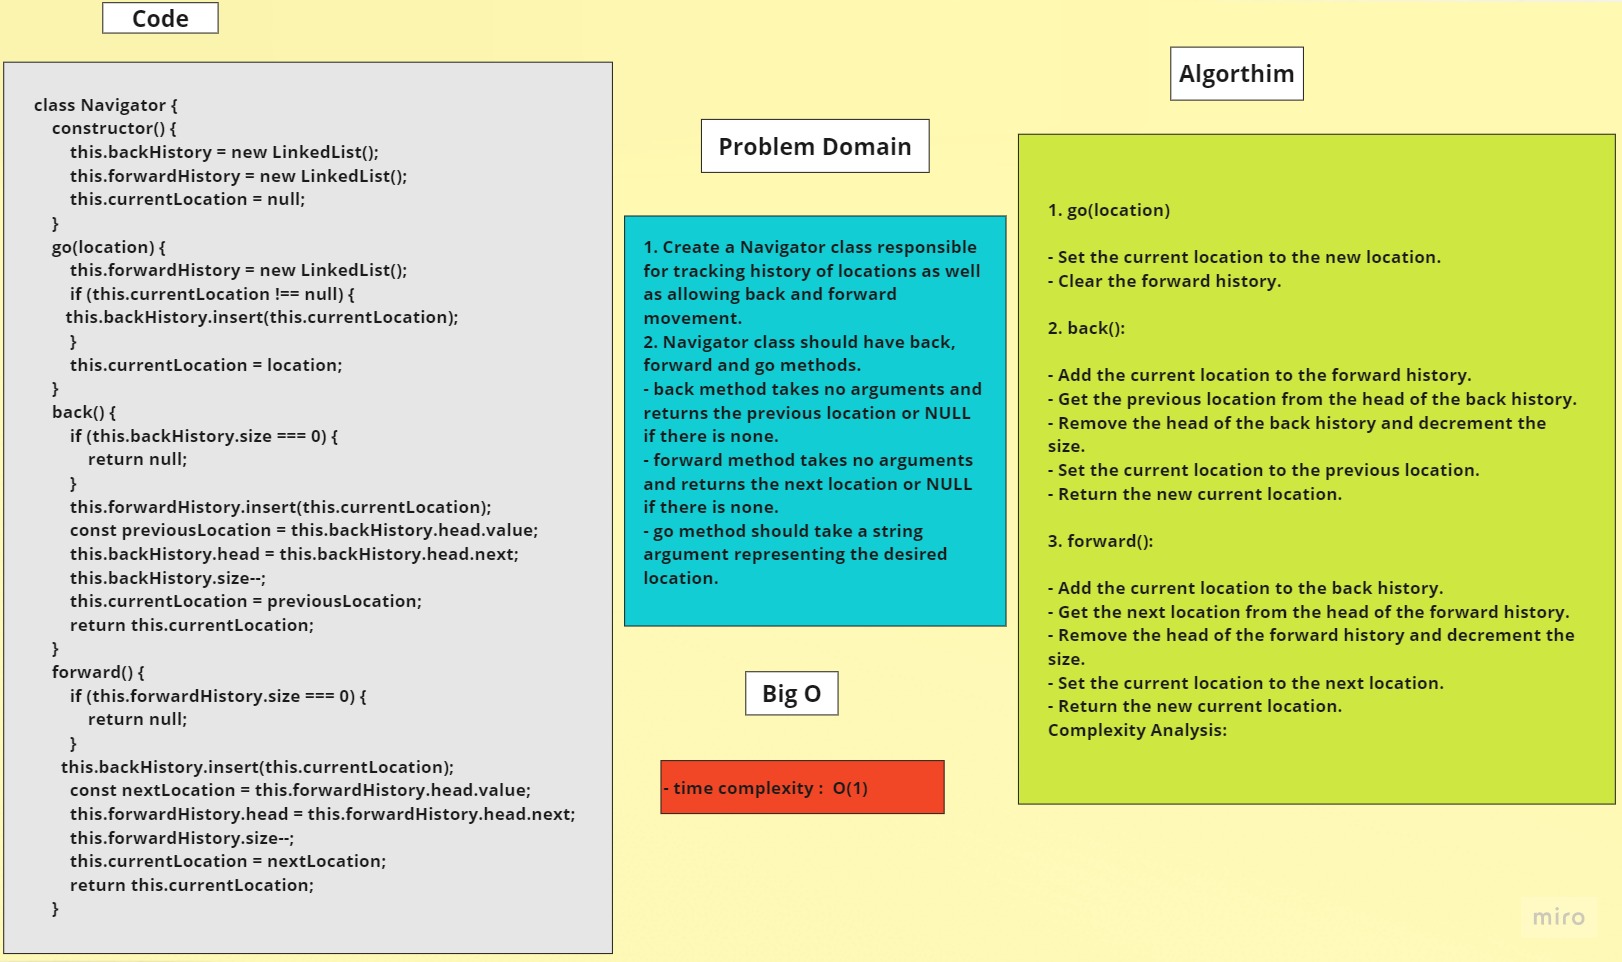 Code
class Navigator {
constructor() {
this.backHistory = new LinkedList();
this.forwardHistory = new LinkedList();
this.currentLocation = null;
}
go(location) {
this.forwardHistory = new LinkedList();
if (this.currentLocation !== null) {
this.backHistory.insert(this.currentLocation);
}
this.currentLocation = location;
}
back() {
if (this.backHistory.size === 0) {
return null;
}
this.forwardHistory.insert(this.currentLocation);
const previousLocation = this.backHistory.head.value;
this.backHistory.head = this.backHistory.head.next;
this.backHistory.size--;
this.currentLocation = previousLocation;
return this.currentLocation;
}
forward() {
if (this.forwardHistory.size === 0) {
return null;
}
this.backHistory.insert(this.currentLocation);
const nextLocation = this.forwardHistory.head.value;
this.forwardHistory.head = this.forwardHistory.head.next;
this.forwardHistory.size--;
this.currentLocation = nextLocation;
return this.currentLocation;
}
Problem Domain
1. Create a Navigator class responsible
for tracking history of locations as well
as allowing back and forward
movement.
2. Navigator class should have back,
forward and go methods.
- back method takes no arguments and
returns the previous location or NULL
if there is none.
- forward method takes no arguments
and returns the next location or NULL
if there is none.
- go method should take a string
argument representing the desired
location.
Big O
- time complexity :  O(1)
Algorthim
1. go(location)
- Set the current location to the new location.
- Clear the forward history.
2. back():
- Add the current location to the forward history.
- Get the previous location from the head of the back history.
- Remove the head of the back history and decrement the
size.
- Set the current location to the previous location.
- Return the new current location.
3. forward():
- Add the current location to the back history.
- Get the next location from the head of the forward history.
- Remove the head of the forward history and decrement the
size.
- Set the current location to the next location.
- Return the new current location.
Complexity Analysis:
miro